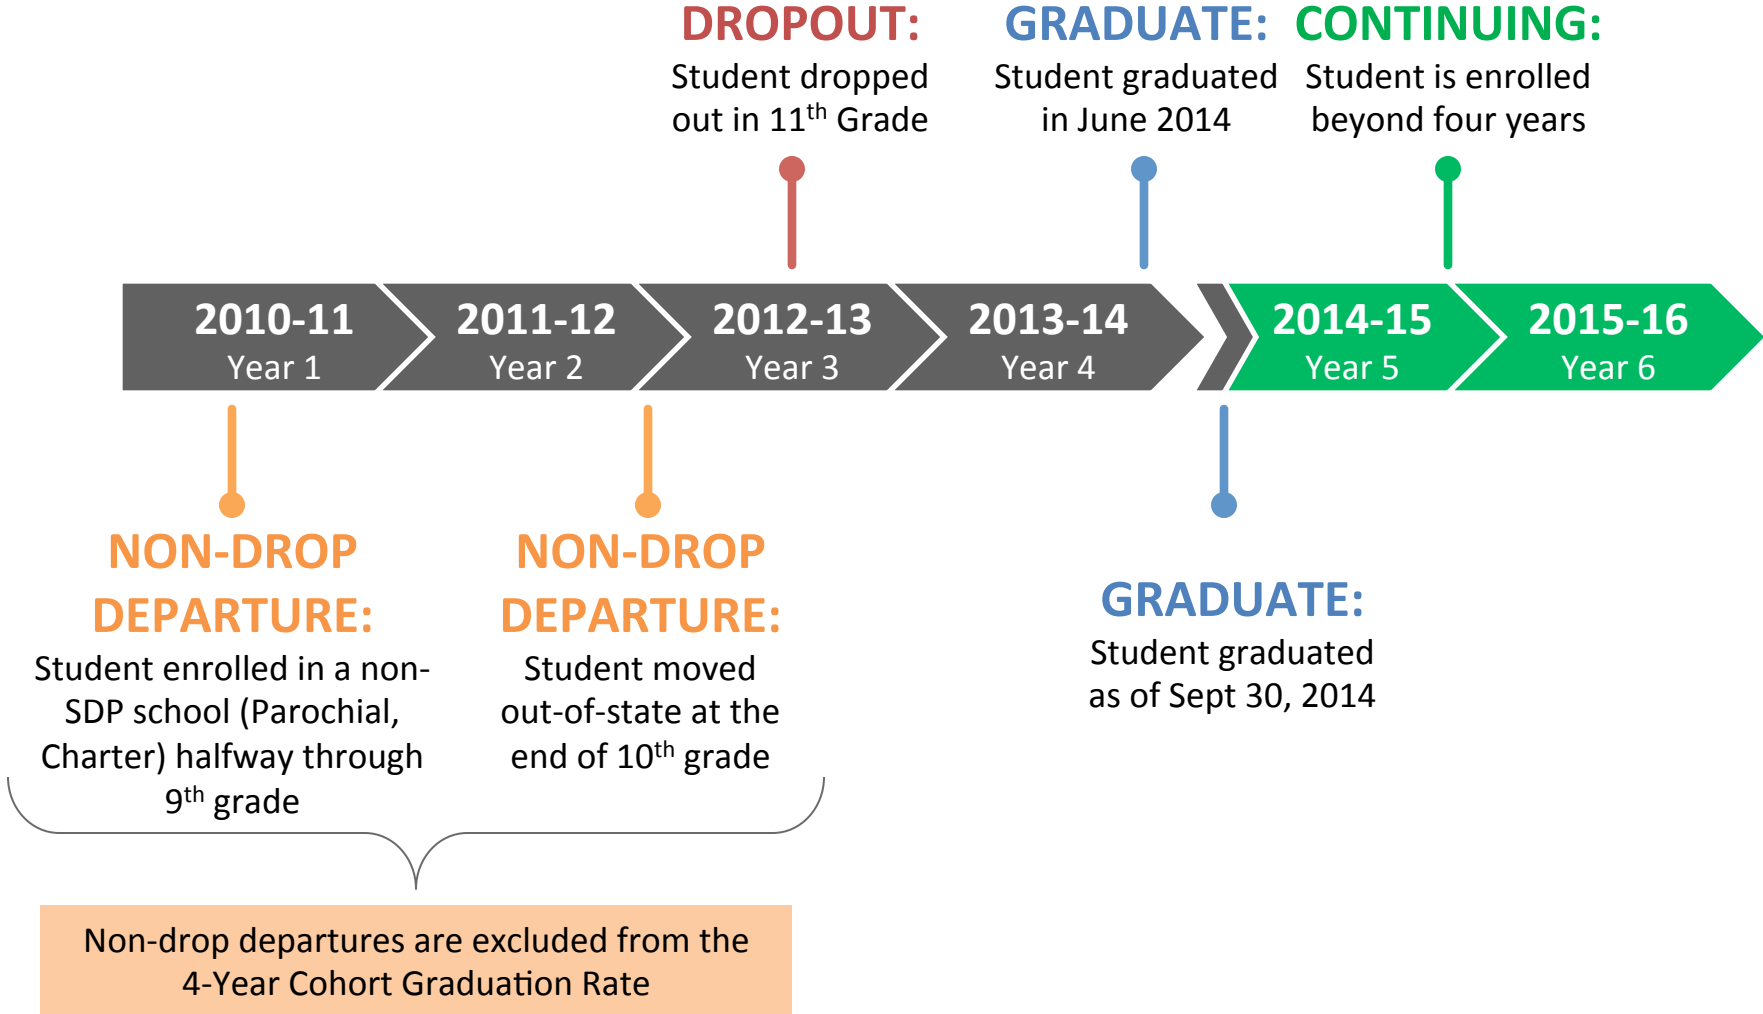 DROPOUT:
Student dropped
out in 11th Grade
GRADUATE:
Student graduated
in June 2014
CONTINUING:
Student is enrolled
beyond four years
2010-11
Year 1
2011-12
Year 2
2012-13
Year 3
2013-14
Year 4
2014-15
Year 5
2015-16
Year 6
NON-DROP
DEPARTURE:
Student enrolled in a non-
SDP school (Parochial,
Charter) halfway through
9th grade
NON-DROP
DEPARTURE:
Student moved
out-of-state at the
end of 10th grade
GRADUATE:
Student graduated
as of Sept 30, 2014
Non-drop departures are excluded from the
4-Year Cohort Graduation Rate